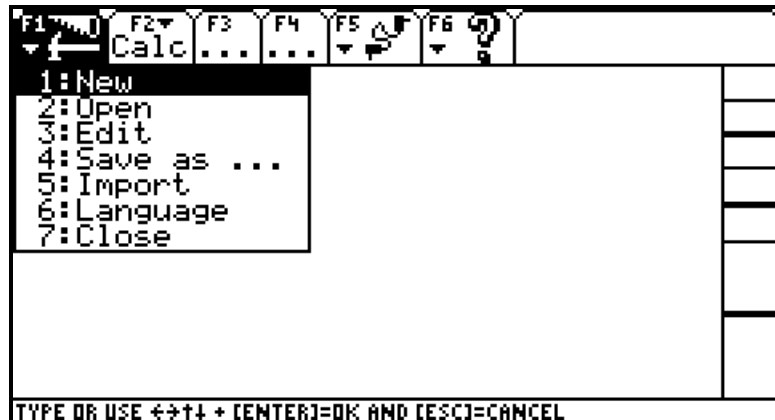 F1 F2 F3 F4 F5 F6
Calc ... ...
1:New
2:Open
3:Edit
4:Save as ...
5:Import
6:Language
7:Close
TYPE OR USE ←→↑↓ + [ENTER]=OK AND [ESC]=CANCEL